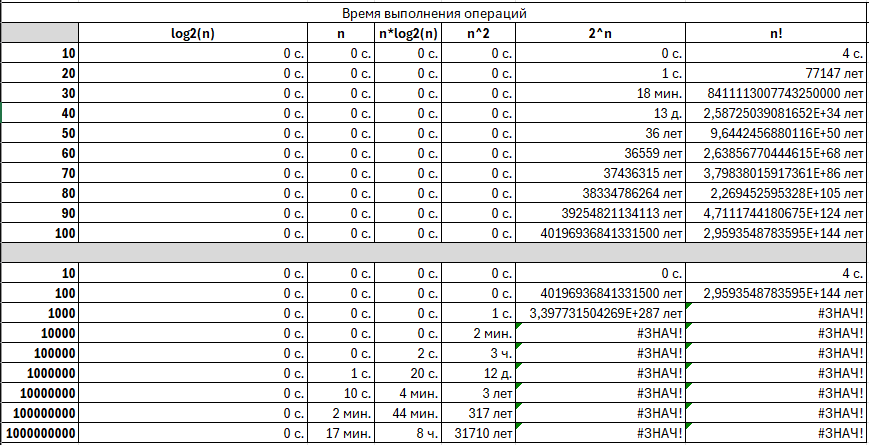 Время выполнения операций
log2(n) n n*log2(n) n^2 2^n n!
10 0 с. 0 с. 0 с. 0 с. 0 с. 4 с.
20 0 с. 0 с. 0 с. 0 с. 1 с. 77147 лет
30 0 с. 0 с. 0 с. 0 с. 18 мин. 8411113007743250000 лет
40 0 с. 0 с. 0 с. 0 с. 13 д. 2,58725039081652E+34 лет
50 0 с. 0 с. 0 с. 0 с. 36 лет 9,6442456880116E+50 лет
60 0 с. 0 с. 0 с. 0 с. 36559 лет 2,63856770444615E+68 лет
70 0 с. 0 с. 0 с. 0 с. 37436315 лет 3,79838015917361E+86 лет
80 0 с. 0 с. 0 с. 0 с. 38334786264 лет 2,269452595328E+105 лет
90 0 с. 0 с. 0 с. 0 с. 39254821134113 лет 4,7111744180675E+124 лет
100 0 с. 0 с. 0 с. 0 с. 40196936841331500 лет 2,9593548783595E+144 лет
10 0 с. 0 с. 0 с. 0 с. 0 с. 4 с.
100 0 с. 0 с. 0 с. 0 с. 40196936841331500 лет 2,9593548783595E+144 лет
1000 0 с. 0 с. 0 с. 1 с. 3,397731504269E+287 лет #ЗНАЧ!
10000 0 с. 0 с. 0 с. 2 мин. #ЗНАЧ! #ЗНАЧ!
100000 0 с. 0 с. 2 с. 3 ч. #ЗНАЧ! #ЗНАЧ!
1000000 0 с. 1 с. 20 с. 12 д. #ЗНАЧ! #ЗНАЧ!
10000000 0 с. 10 с. 4 мин. 3 лет #ЗНАЧ! #ЗНАЧ!
100000000 0 с. 2 мин. 44 мин. 317 лет #ЗНАЧ! #ЗНАЧ!
1000000000 0 с. 17 мин. 8 ч. 31710 лет #ЗНАЧ! #ЗНАЧ!